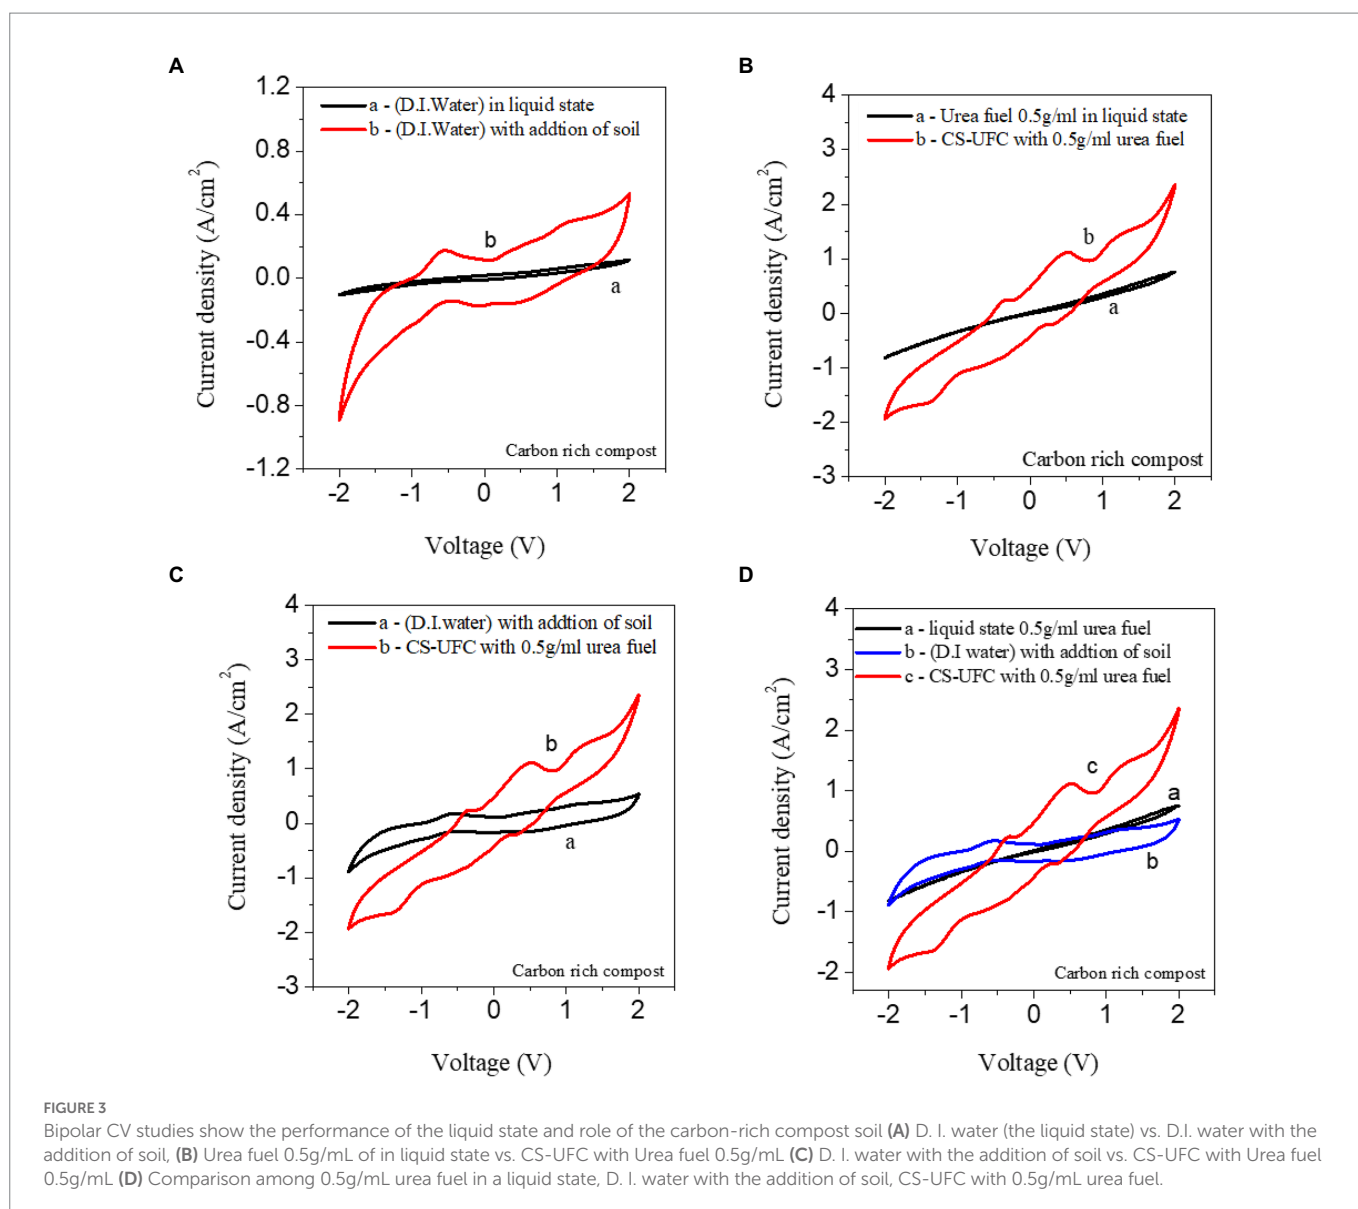 A
1.2
0.8
0.4
0.0
-0.4
-0.8
-1.2
Current density (A/cm²)
a - (D.I.Water) in liquid state
b - (D.I.Water) with addtion of soil
b
a
Carbon rich compost
-2 -1 0 1 2
Voltage (V)
B
4
3
2
1
0
-1
-2
-3
Current density (A/cm²)
a - Urea fuel 0.5g/ml in liquid state
b - CS-UFC with 0.5g/ml urea fuel
b
a
Carbon rich compost
-2 -1 0 1 2
Voltage (V)
C
4
3
2
1
0
-1
-2
-3
Current density (A/cm²)
a - (D.I.water) with addtion of soil
b - CS-UFC with 0.5g/ml urea fuel
b
a
Carbon rich compost
-2 -1 0 1 2
Voltage (V)
D
4
3
2
1
0
-1
-2
Current density (A/cm²)
a - liquid state 0.5g/ml urea fuel
b - (D.I water) with addtion of soil
c - CS-UFC with 0.5g/ml urea fuel
c
a
b
Carbon rich compost
-2 -1 0 1 2
Voltage (V)
FIGURE 3
Bipolar CV studies show the performance of the liquid state and role of the carbon-rich compost soil (A) D. I. water (the liquid state) vs. D.I. water with the
addition of soil, (B) Urea fuel 0.5g/mL of in liquid state vs. CS-UFC with Urea fuel 0.5g/mL (C) D. I. water with the addition of soil vs. CS-UFC with Urea fuel
0.5g/mL (D) Comparison among 0.5g/mL urea fuel in a liquid state, D. I. water with the addition of soil, CS-UFC with 0.5g/mL urea fuel.